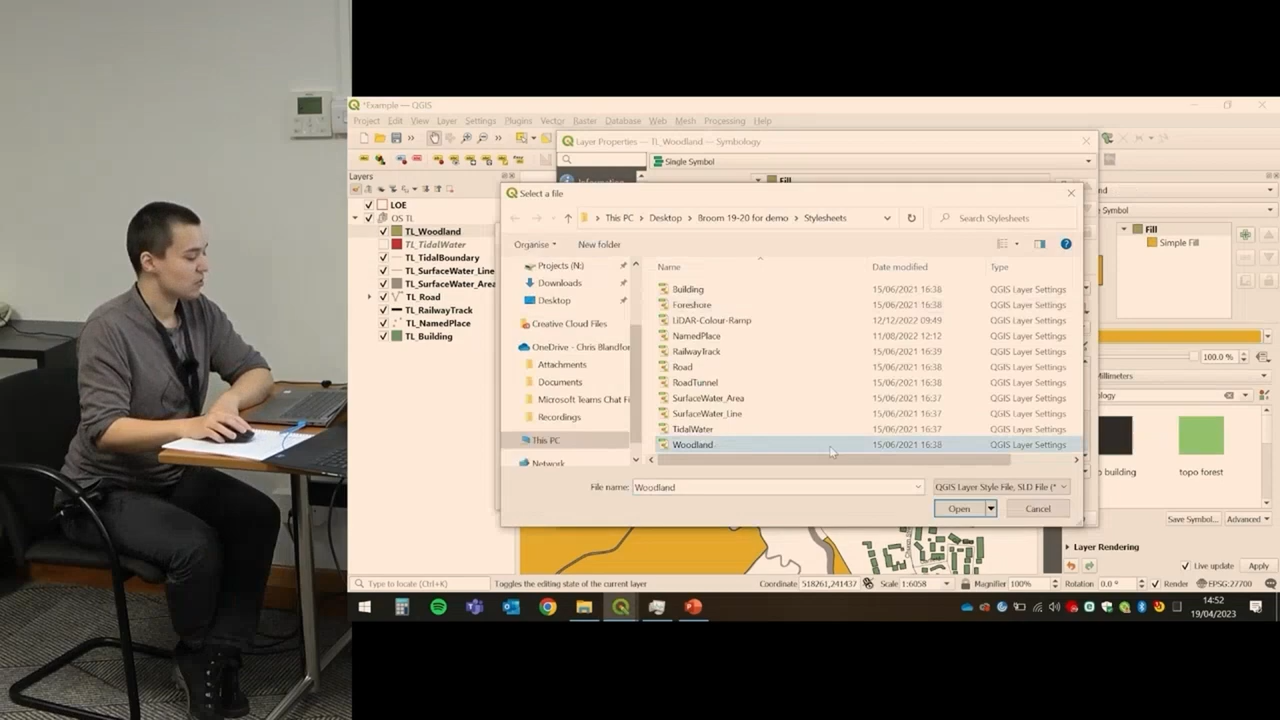 *Example — QGIS
Project Edit View Layer Settings Plugins Vector Raster Database Web Mesh Processing Help
Layer Properties — TL_Woodland — Symbology
Single Symbol
Information
Fill
Layers
LOE
OS TL
TL_Woodland
TL_TidalWater
TL_TidalBoundary
TL_SurfaceWater_Line
TL_SurfaceWater_Area
TL_Road
TL_RailwayTrack
TL_NamedPlace
TL_Building
Select a file
This PC > Desktop > Broom 19-20 for demo > Stylesheets
Search Stylesheets
Organise New folder
Projects (N:)
Downloads
Desktop
Creative Cloud Files
OneDrive - Chris Blandfor
Attachments
Documents
Microsoft Teams Chat Fi
Recordings
This PC
Network
Name Date modified Type
Building 15/06/2021 16:38 QGIS Layer Settings
Foreshore 15/06/2021 16:38 QGIS Layer Settings
LiDAR-Colour-Ramp 12/12/2022 09:49 QGIS Layer Settings
NamedPlace 11/08/2022 12:12 QGIS Layer Settings
RailwayTrack 15/06/2021 16:39 QGIS Layer Settings
Road 15/06/2021 16:38 QGIS Layer Settings
RoadTunnel 15/06/2021 16:38 QGIS Layer Settings
SurfaceWater_Area 15/06/2021 16:37 QGIS Layer Settings
SurfaceWater_Line 15/06/2021 16:37 QGIS Layer Settings
TidalWater 15/06/2021 16:37 QGIS Layer Settings
Woodland 15/06/2021 16:38 QGIS Layer Settings
File name: Woodland
QGIS Layer Style File, SLD File (*
Open Cancel
Symbol
Fill
Simple Fill
100.0 %
Millimeters
topo forest
Save Symbol... Advanced
Layer Rendering
Live update Apply
Type to locate (Ctrl+K) Toggles the editing state of the current layer Coordinate 518261,241437 Scale 1:6058 Magnifier 100% Rotation 0.0 ° Render EPSG:27700
14:52
19/04/2023